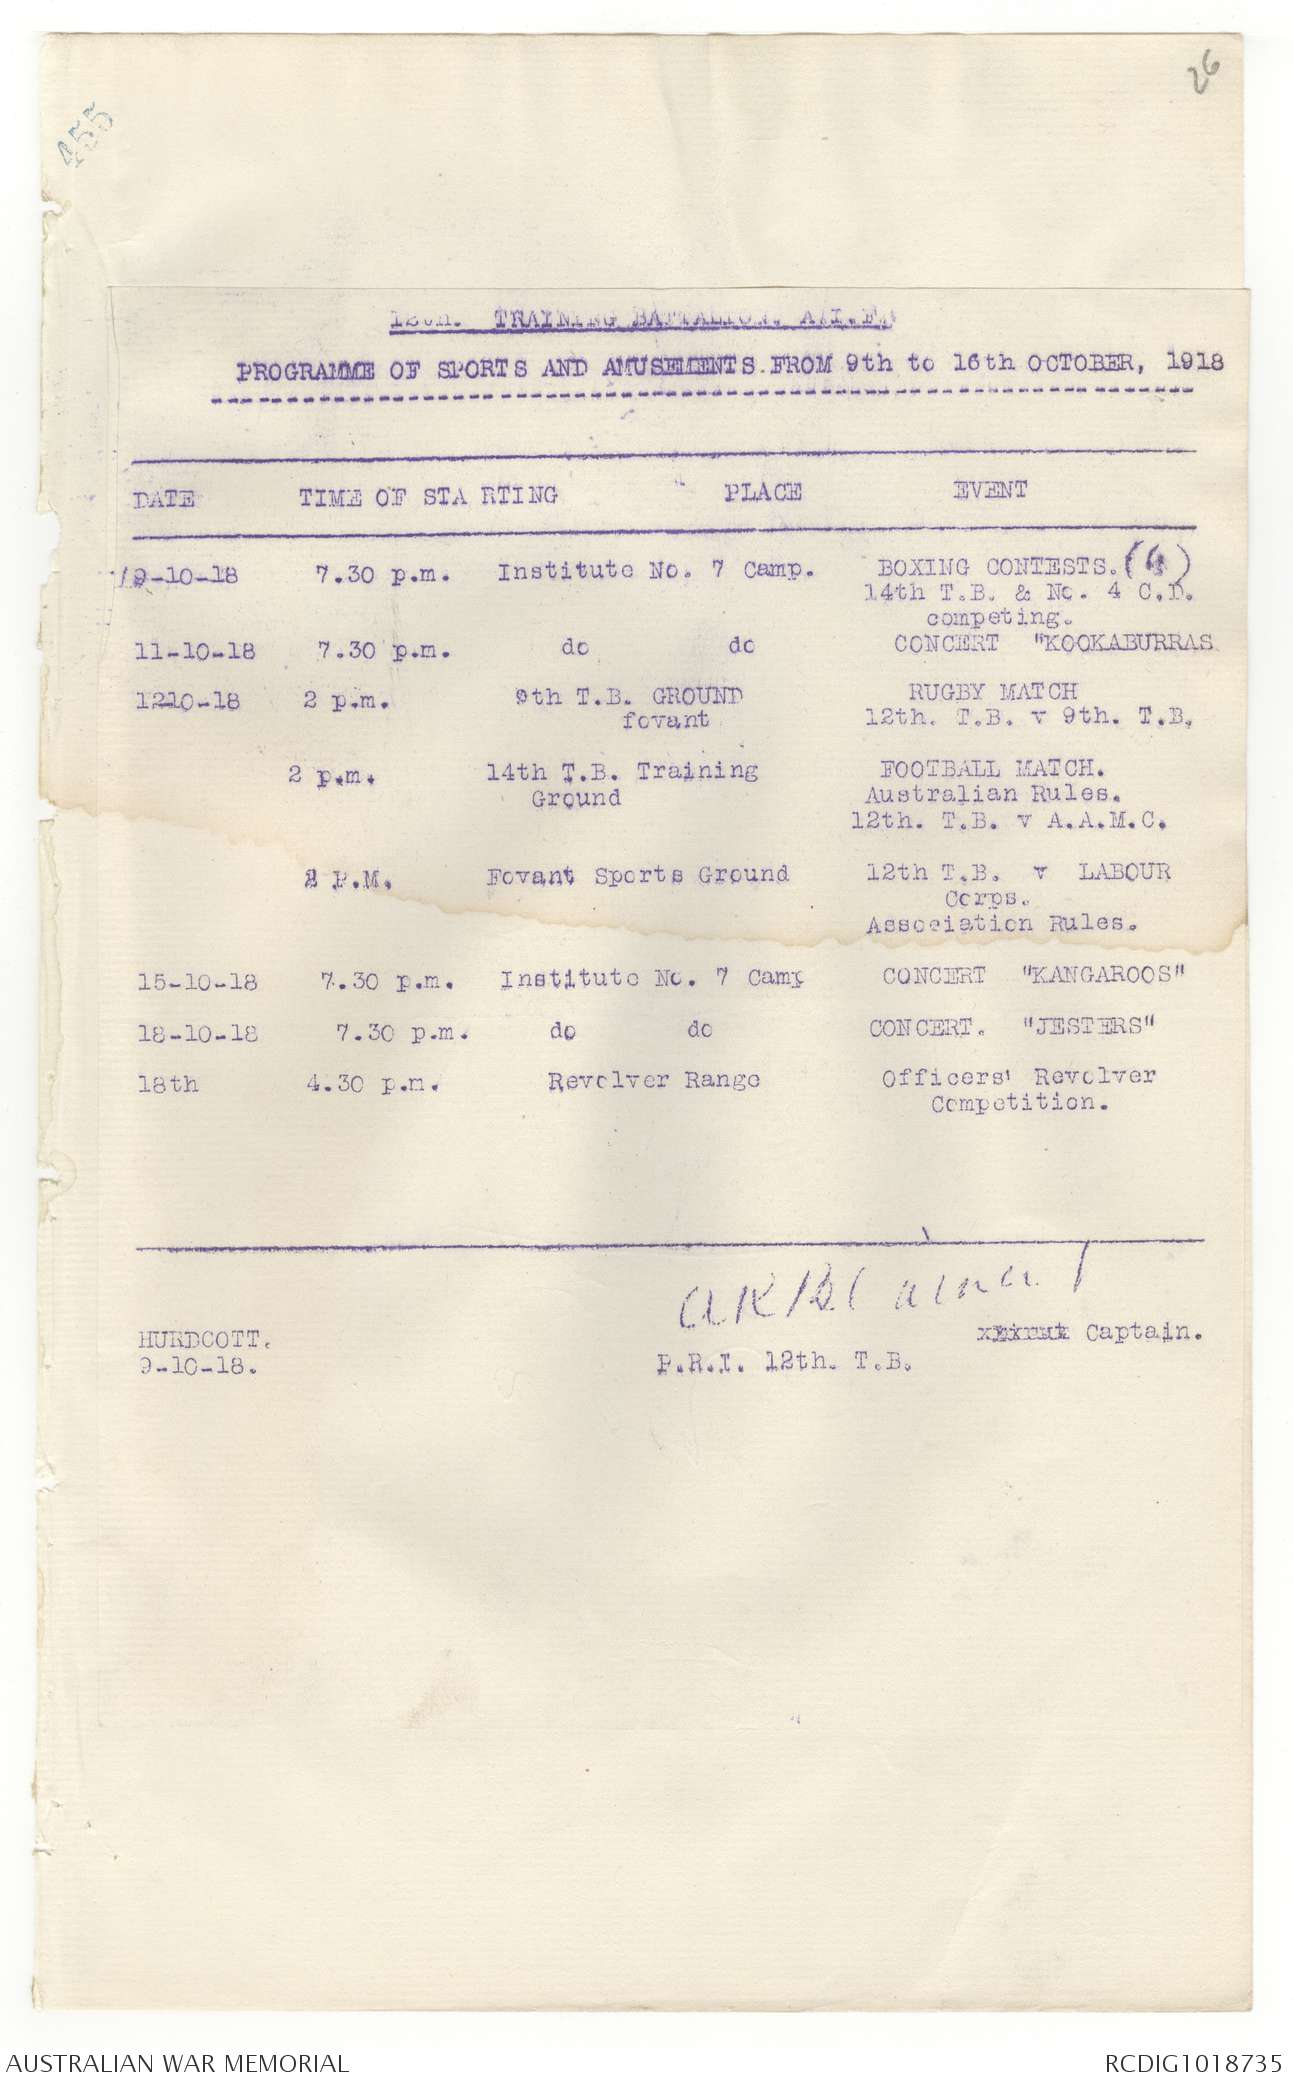 26
455
12th. TRAINING BATTALION. A.I.F.
PROGRAMME OF SPORTS AND AMUSEMENTS FROM 9th to 16th OCTOBER, 1918
DATE TIME OF STA RTING PLACE EVENT
9-10-18 7.30 p.m. Institute No. 7 Camp. BOXING CONTESTS. (4)
14th T.B. & No. 4 C.D.
competing.
11-10-18 7.30 p.m. do do CONCERT "KOOKABURRAS
1210-18 2 p.m. 9th T.B. GROUND RUGBY MATCH
fovant 12th. T.B. v 9th. T.B.
2 p.m. 14th T.B. Training FOOTBALL MATCH.
Ground Australian Rules.
12th. T.B. v A.A.M.C.
2 P.M. Fovant Sports Ground 12th T.B. v LABOUR
Corps.
Association Rules.
15-10-18 7.30 p.m. Institute No. 7 Camp CONCERT "KANGAROOS"
18-10-18 7.30 p.m. do do CONCERT. "JESTERS"
18th 4.30 p.m. Revolver Range Officers' Revolver
Competition.
HURDCOTT. Captain.
9-10-18. P.R.I. 12th. T.B.
AUSTRALIAN WAR MEMORIAL RCDIG1018735